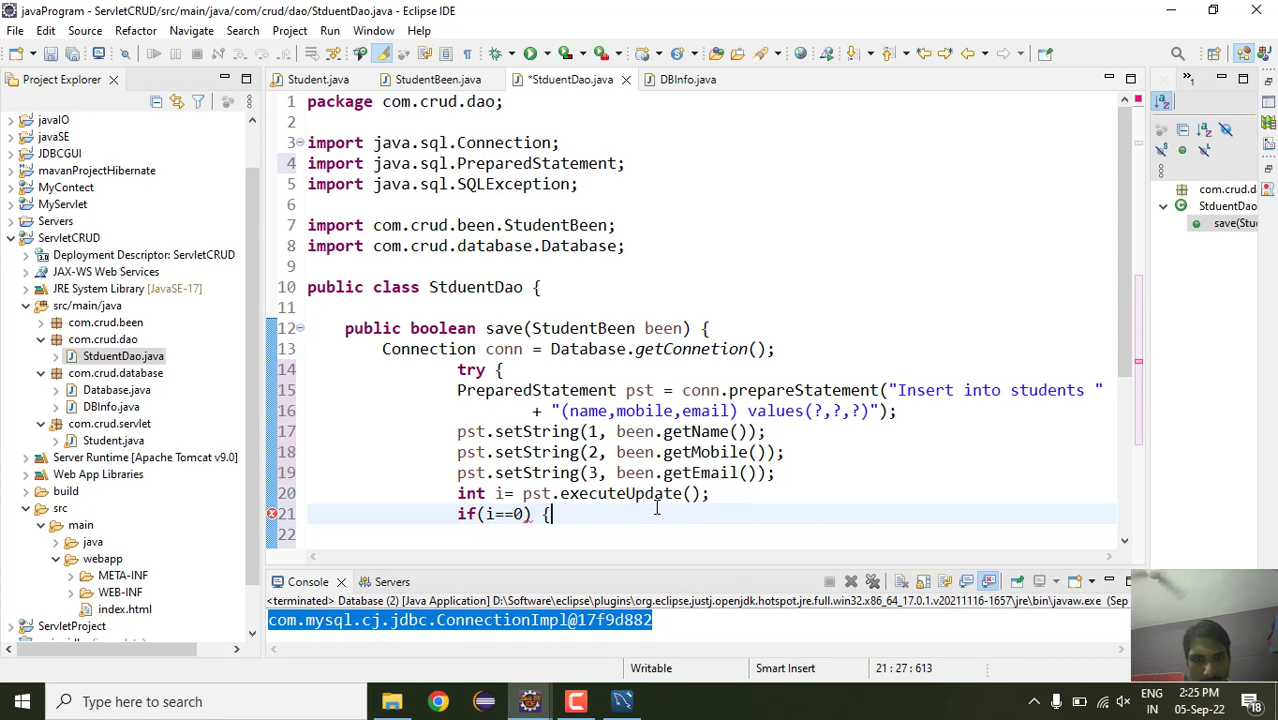 javaProgram - ServletCRUD/src/main/java/com/crud/dao/StduentDao.java - Eclipse IDE
File Edit Source Refactor Navigate Search Project Run Window Help
Project Explorer
Student.java
StudentBeen.java
*StduentDao.java
DBInfo.java
javaIO
javaSE
JDBCGUI
mavanProjectHibernate
MyContect
MyServlet
Servers
ServletCRUD
Deployment Descriptor: ServletCRUD
JAX-WS Web Services
JRE System Library [JavaSE-17]
src/main/java
com.crud.been
com.crud.dao
StduentDao.java
com.crud.database
Database.java
DBInfo.java
com.crud.servlet
Student.java
Server Runtime [Apache Tomcat v9.0]
Web App Libraries
build
src
main
webapp
META-INF
WEB-INF
index.html
ServletProject
1 package com.crud.dao;
2
3 import java.sql.Connection;
4 import java.sql.PreparedStatement;
5 import java.sql.SQLException;
6
7 import com.crud.been.StudentBeen;
8 import com.crud.database.Database;
9
10 public class StduentDao {
11
12 public boolean save(StudentBeen been) {
13 Connection conn = Database.getConnetion();
14 try {
15 PreparedStatement pst = conn.prepareStatement("Insert into students "
16 + "(name,mobile,email) values(?,?,?)");
17 pst.setString(1, been.getName());
18 pst.setString(2, been.getMobile());
19 pst.setString(3, been.getEmail());
20 int i= pst.executeUpdate();
21 if(i==0) {
22
com.crud.d
StduentDao
save(Stu
Console
Servers
<terminated> Database (2) [Java Application] D:\Software\eclipse\plugins\org.eclipse.justj.openjdk.hotspot.jre.full.win32.x86_64_17.0.1.v20211116-1657\jre\bin\javaw.exe (Sep
com.mysql.cj.jdbc.ConnectionImpl@17f9d882
Writable
Smart Insert
21 : 27 : 613
Type here to search
ENG
IN
2:25 PM
05-Sep-22
18